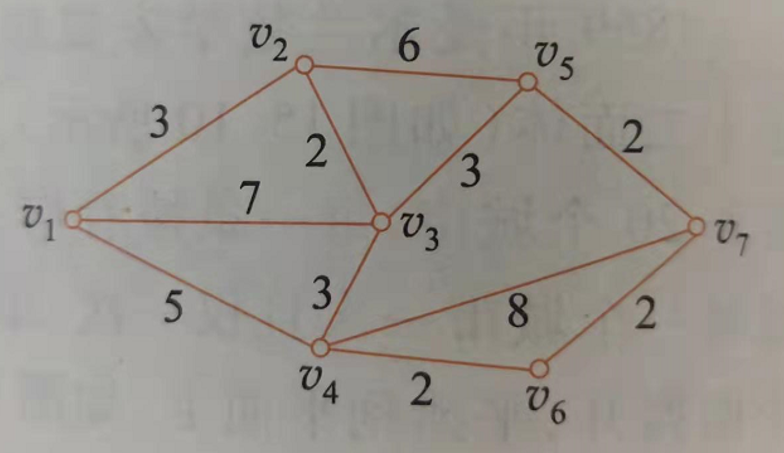 v₂ 6 v₅
3 2 3 2
v₁ 7 v₃ v₇
5 3 8 2
v₄ 2 v₆